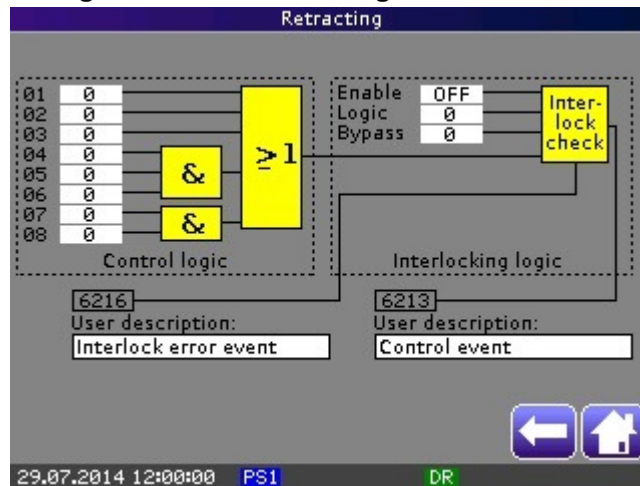 Retracting
01 0
02 0
03 0
04 0
05 0
06 0
07 0
08 0
&
&
≥1
Control logic
Enable OFF
Logic 0
Bypass 0
Inter-
lock
check
Interlocking logic
6216
User description:
Interlock error event
6213
User description:
Control event
29.07.2014 12:00:00 PS1 DR